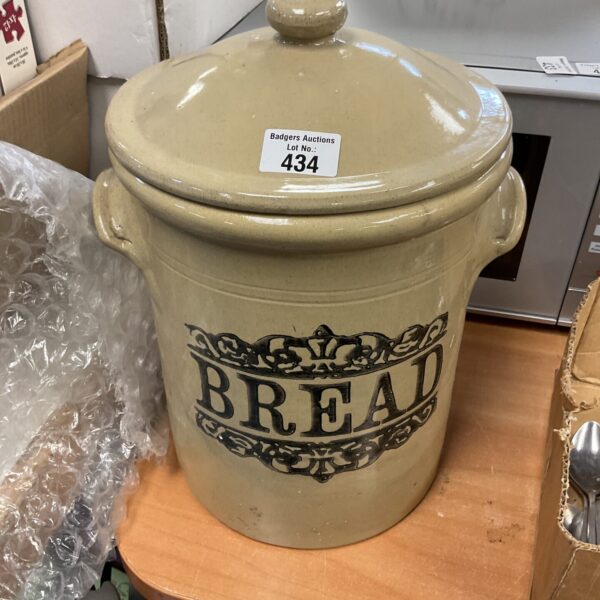 Badgers Auctions
Lot No.:
434
BREAD